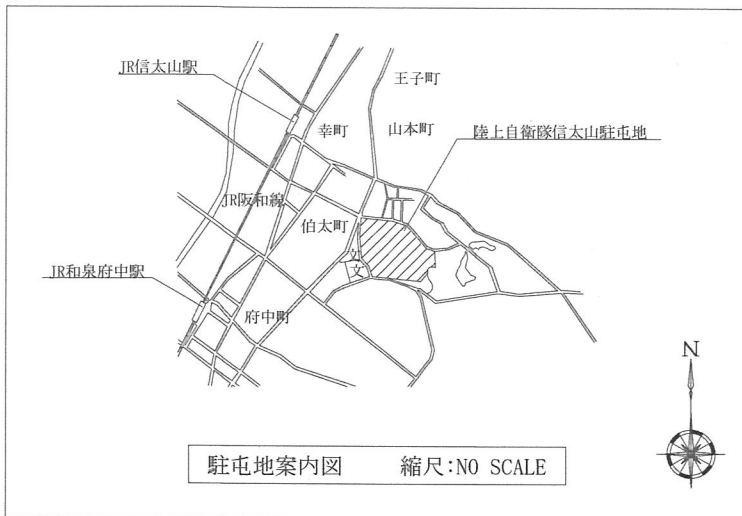 JR信太山駅
王子町
幸町
山本町
陸上自衛隊信太山駐屯地
JR阪和線
伯太町
文
文
JR和泉府中駅
府中町
N
駐屯地案内図 縮尺:NO SCALE